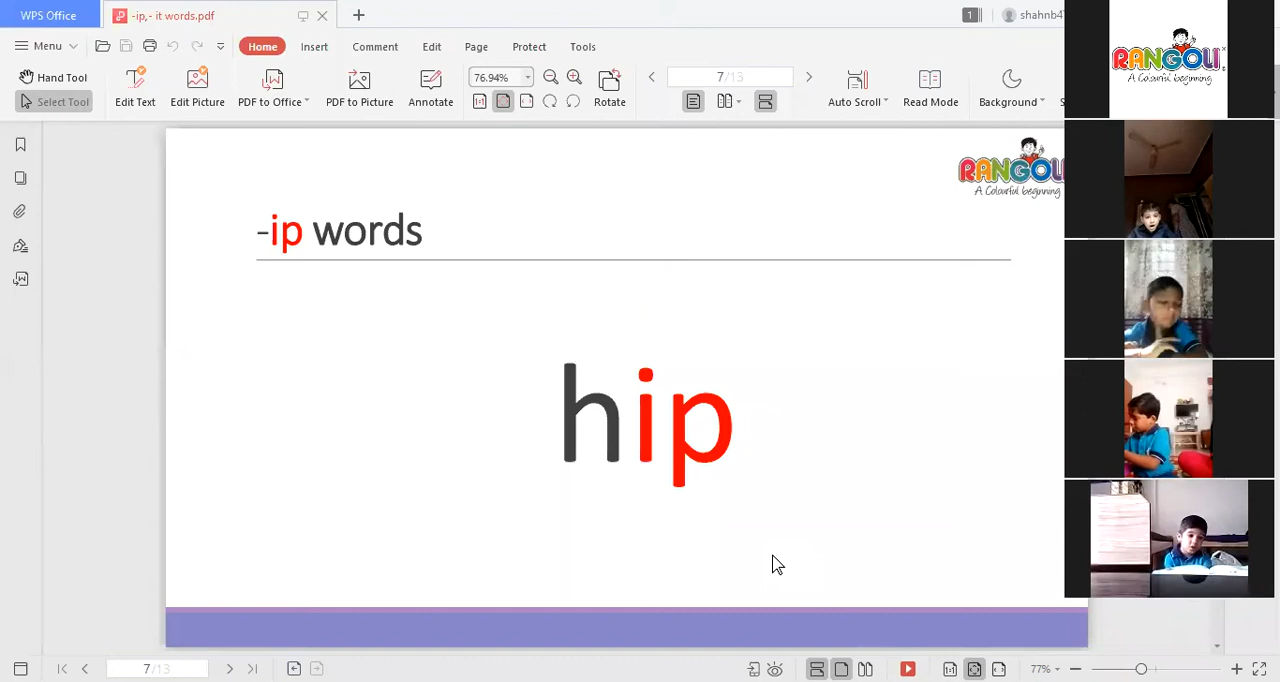 WPS Office
-ip,- it words.pdf
1
shahnb4
Menu
Home
Insert
Comment
Edit
Page
Protect
Tools
Hand Tool
Select Tool
Edit Text
Edit Picture
PDF to Office
PDF to Picture
Annotate
76.94%
Rotate
7/13
Auto Scroll
Read Mode
Background
RANGOLI
A Colourful beginning
RANGOLI
A Colourful beginning
-ip words
hip
7/13
77%